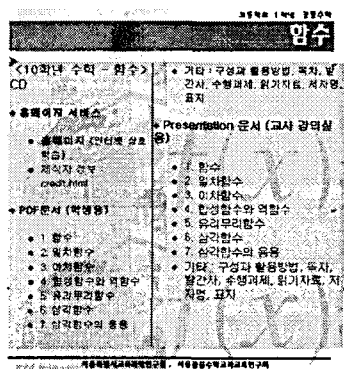 고등학교 1학년 공통수학
함수
<10학년 수학 - 함수>
CD
홈페이지 서비스
홈페이지 (인터넷 상호
학습)
제작자 정보
credit.html
PDF문서 (학생용)
1. 함수
2. 일차함수
3. 이차함수
4. 합성함수와 역함수
5. 유리무리함수
6. 삼각함수
7. 삼각함수의 응용
기타 : 구성과 활용방법, 목차, 발
간사, 수행과제, 읽기자료, 저자명,
표지
Presentation 문서 (교사 강의실
용)
1. 함수
2. 일차함수
3. 이차함수
4. 합성함수와 역함수
5. 유리무리함수
6. 삼각함수
7. 삼각함수의 응용
기타 : 구성과 활용방법, 목차,
발간사, 수행과제, 읽기자료, 저
자명, 표지